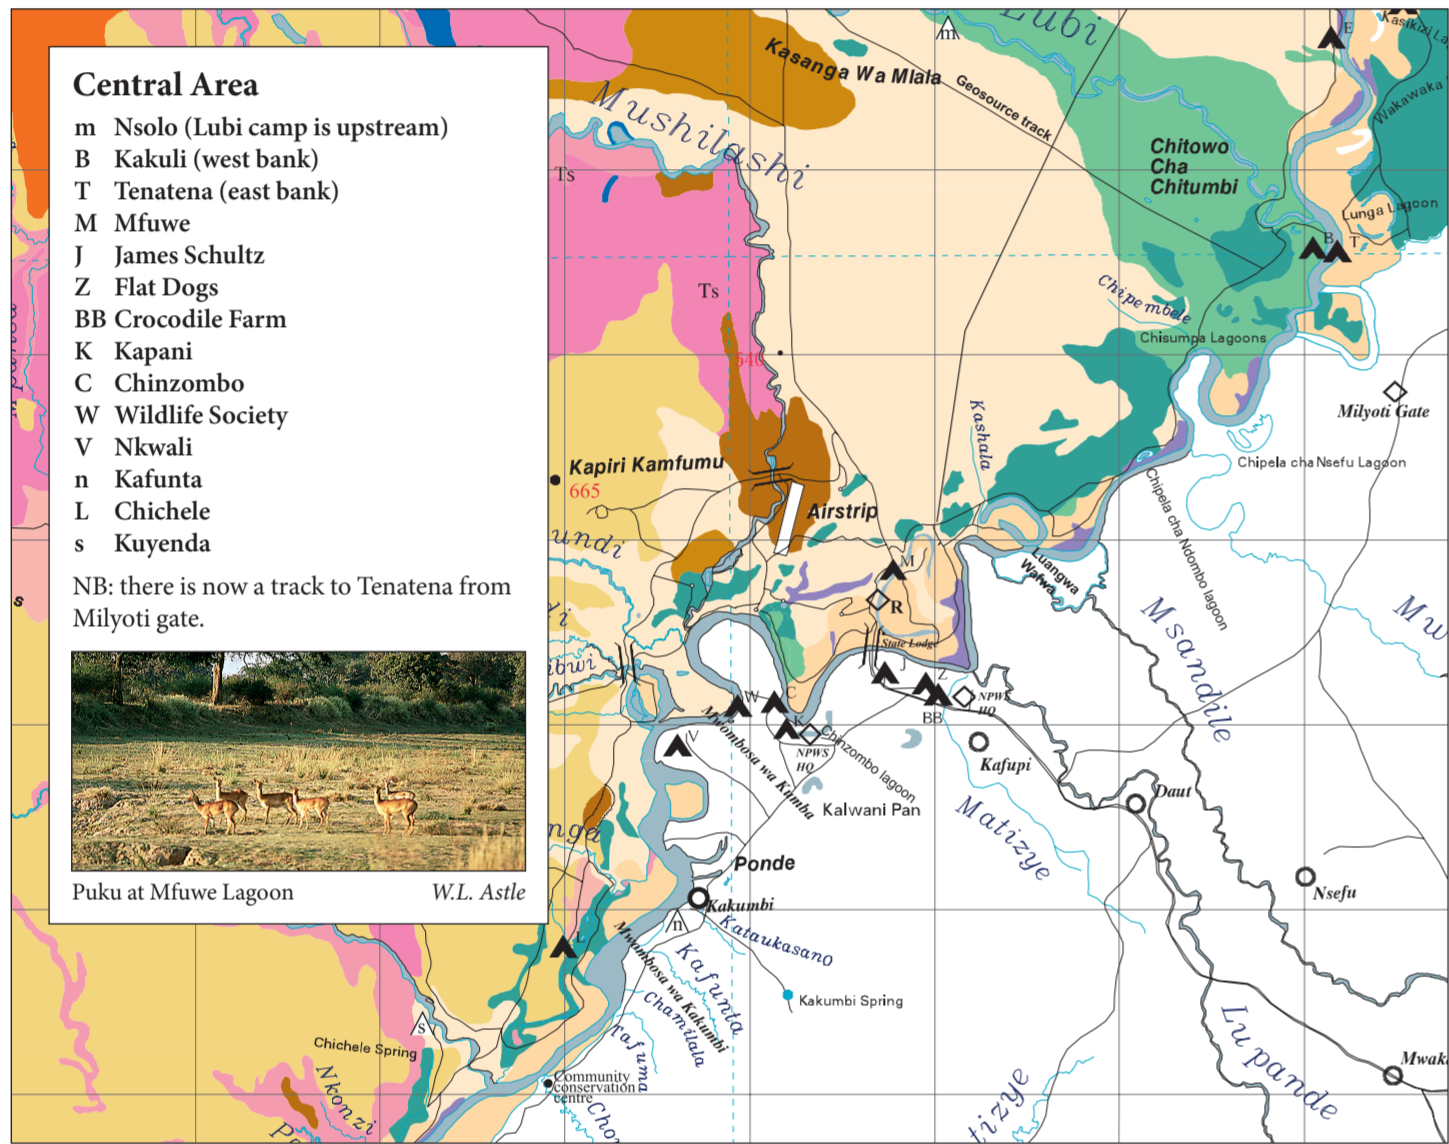 Central Area
m Nsolo (Lubi camp is upstream)
B Kakuli (west bank)
T Tenatena (east bank)
M Mfuwe
J James Schultz
Z Flat Dogs
BB Crocodile Farm
K Kapani
C Chinzombo
W Wildlife Society
V Nkwali
n Kafunta
L Chichele
s Kuyenda
NB: there is now a track to Tenatena from
Milyoti gate.
Puku at Mfuwe Lagoon
W.L. Astle
Lubi
m
E
Kasanga Wa Mlala
Geosource track
Wakawaka
Mushilashi
Chitowo
Cha
Chitumbi
Ts
Lunga Lagoon
B
T
Ts
Chipembele
Chisumpa Lagoons
540
Milyoti Gate
Kashala
Kapiri Kamfumu
665
Chipela cha Nsefu Lagoon
Chipela cha Ndombo lagoon
Airstrip
Luangwa
Wafwa
M
R
State Lodge
Msandile
s
J
Z
BB
NPWS
HQ
W
C
K
V
NPWS
HQ
Chinzombo lagoon
Mwombosa wa Kamba
Kafupi
Kalwani Pan
Daut
Matizye
Ponde
Nsefu
Kakumbi
n
Kataukasano
L
Mwombosa wa Kakumbi
Kafunta
Kakumbi Spring
Chamilala
Tafuma
s
Chichele Spring
Nkonzi
Community
conservation
centre
Lupande